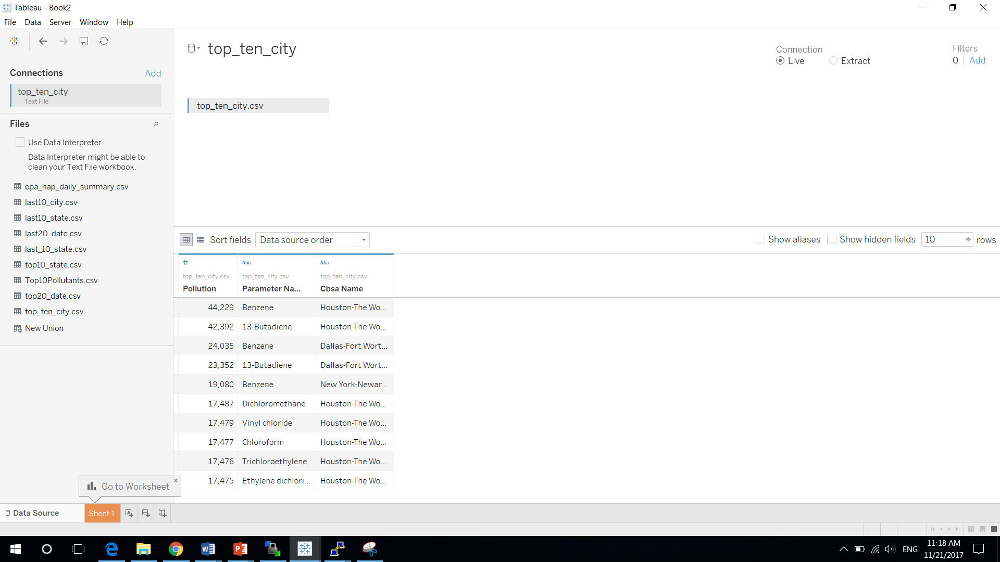 Tableau - Book2
File Data Server Window Help
top_ten_city
Connection
Live Extract
Filters
0 Add
Connections Add
top_ten_city
Text File
top_ten_city.csv
Files
Use Data Interpreter
Data Interpreter might be able to
clean your Text File workbook.
epa_hap_daily_summary.csv
last10_city.csv
last10_state.csv
last20_date.csv
last_10_state.csv
top10_state.csv
Top10Pollutants.csv
top20_date.csv
top_ten_city.csv
New Union
Sort fields Data source order Show aliases Show hidden fields 10 rows
# Abc Abc
top_ten_city.csv top_ten_city.csv top_ten_city.csv
Pollution Parameter Na... Cbsa Name
44,229 Benzene Houston-The Wo...
42,392 13-Butadiene Houston-The Wo...
24,035 Benzene Dallas-Fort Wort...
23,352 13-Butadiene Dallas-Fort Wort...
19,080 Benzene New York-Newar...
17,487 Dichloromethane Houston-The Wo...
17,479 Vinyl chloride Houston-The Wo...
17,477 Chloroform Houston-The Wo...
17,476 Trichloroethylene Houston-The Wo...
17,475 Ethylene dichlori... Houston-The Wo...
Go to Worksheet
Data Source Sheet 1
ENG
11:18 AM
11/21/2017